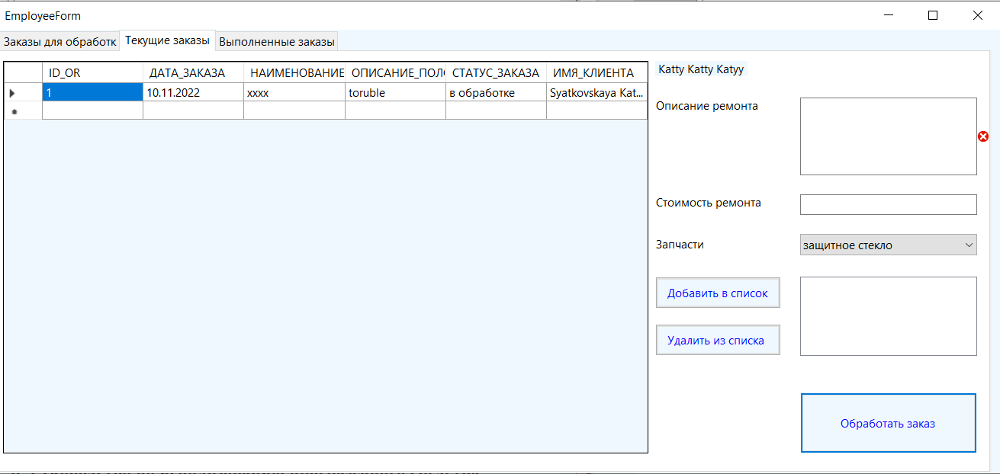 EmployeeForm
Заказы для обработк Текущие заказы Выполненные заказы
ID_OR ДАТА_ЗАКАЗА НАИМЕНОВАНИЕ ОПИСАНИЕ_ПОЛО СТАТУС_ЗАКАЗА ИМЯ_КЛИЕНТА
1 10.11.2022 xxxx toruble в обработке Syatkovskaya Kat...
Katty Katty Katyy
Описание ремонта
Стоимость ремонта
Запчасти защитное стекло
Добавить в список
Удалить из списка
Обработать заказ